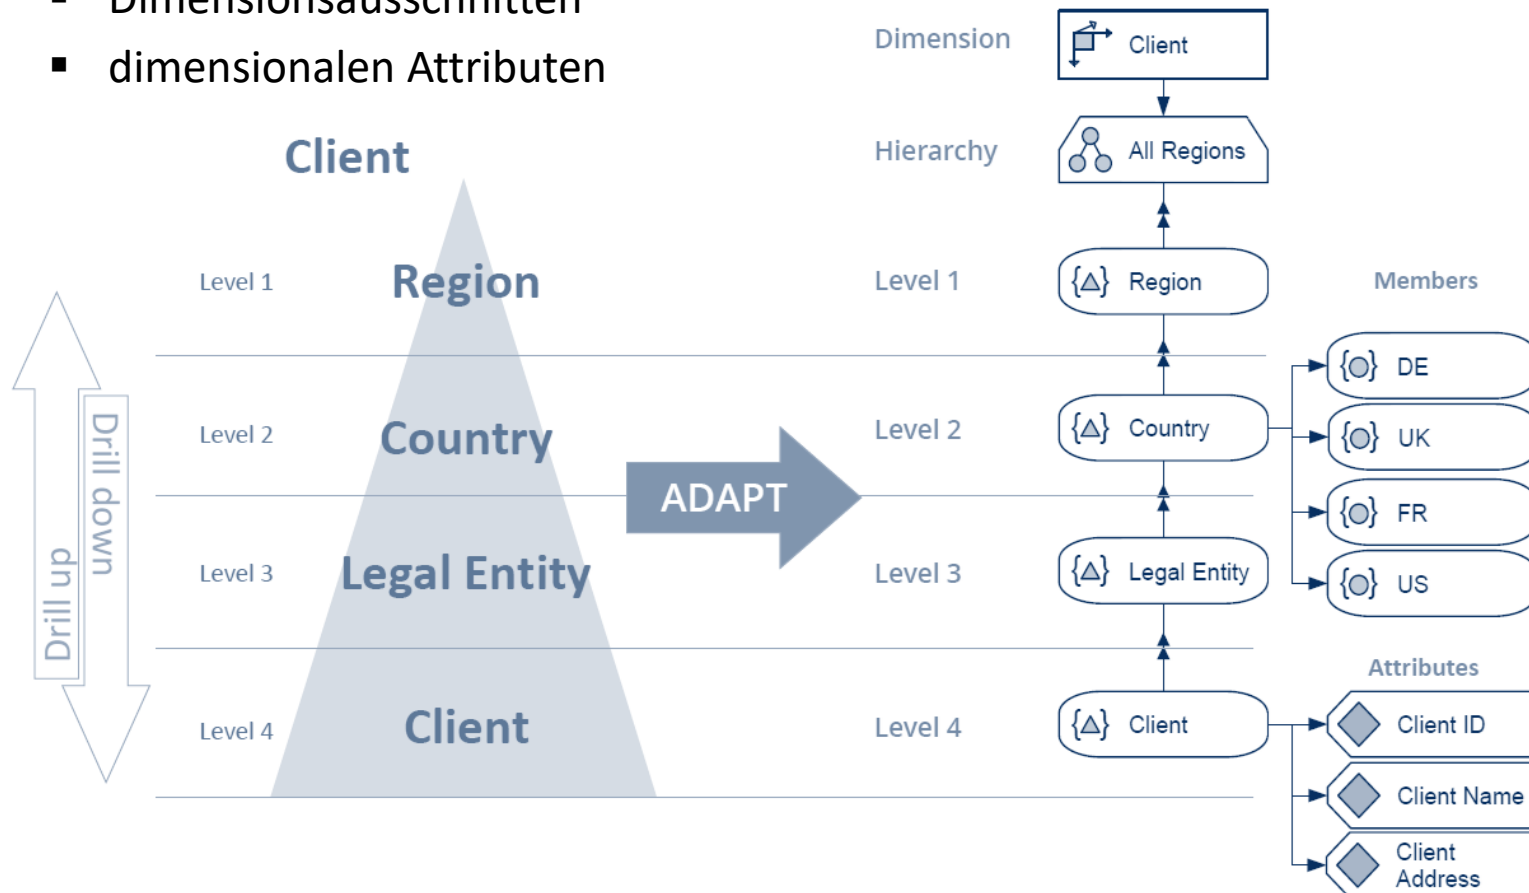 Dimensionsausschnitten
dimensionalen Attributen
Client
Level 1
Region
Level 2
Country
Level 3
Legal Entity
Level 4
Client
Drill up
Drill down
ADAPT
Dimension
Client
Hierarchy
All Regions
Level 1
{ } Region
Level 2
{ } Country
Level 3
{ } Legal Entity
Level 4
{ } Client
Members
{ } DE
{ } UK
{ } FR
{ } US
Attributes
Client ID
Client Name
Client
Address